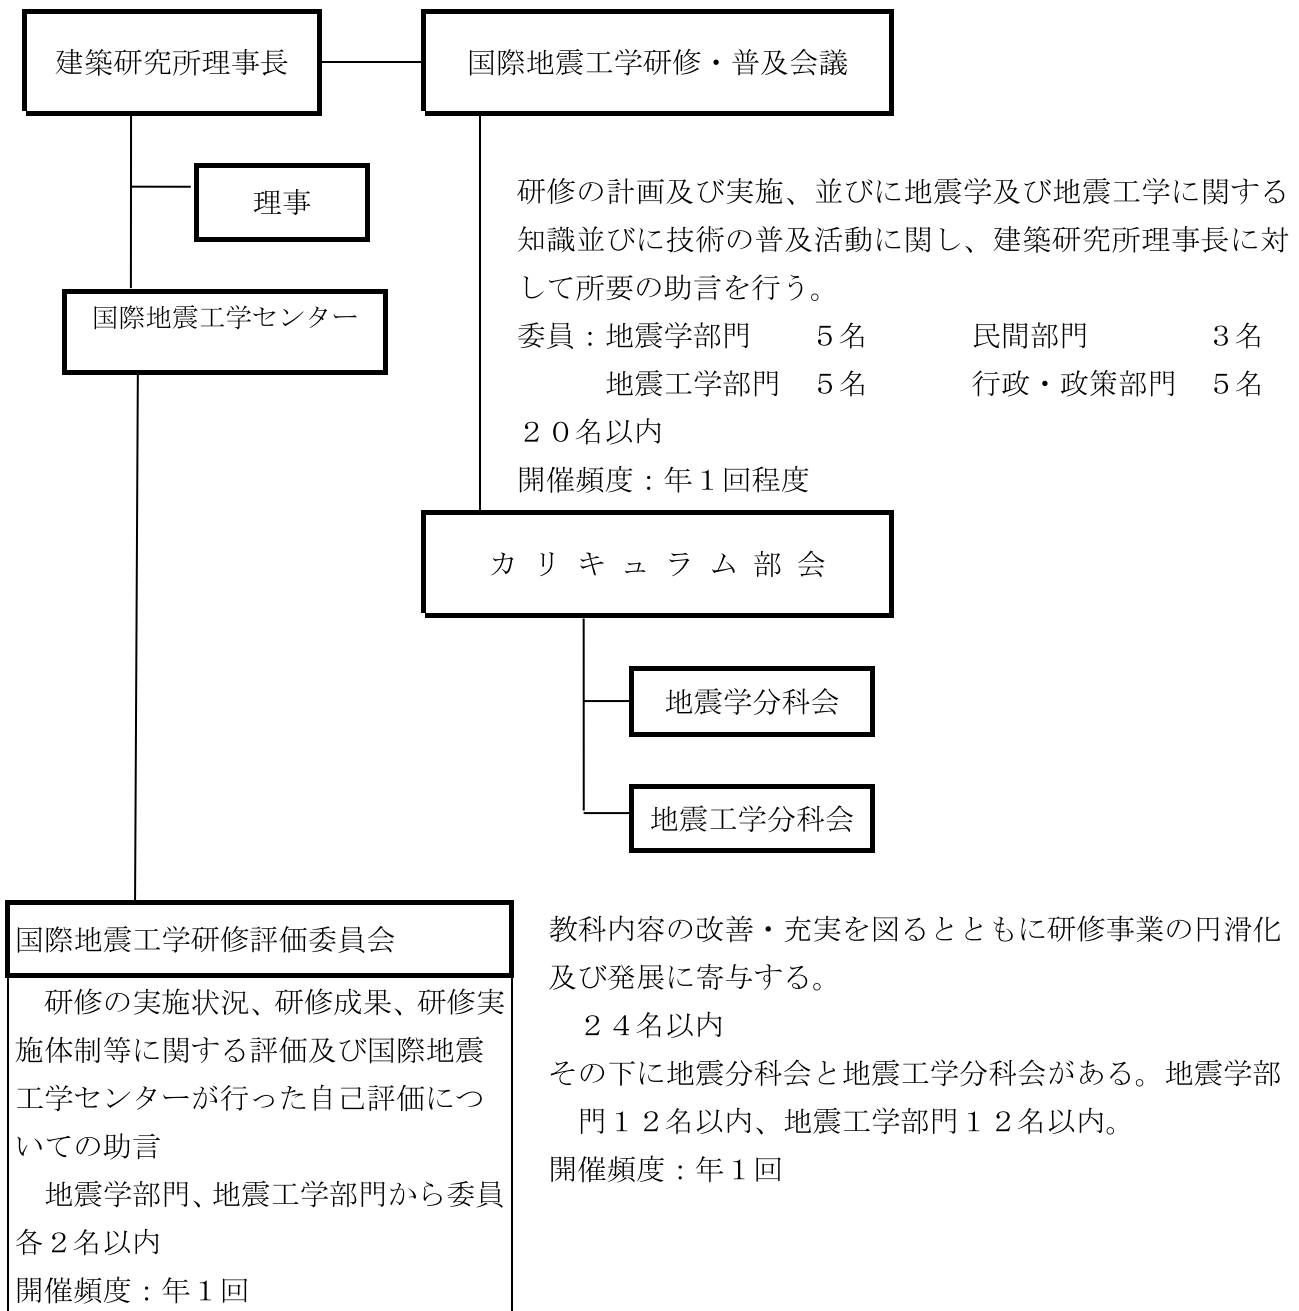 建築研究所理事長
国際地震工学研修・普及会議
理事
国際地震工学センター
研修の計画及び実施、並びに地震学及び地震工学に関する
知識並びに技術の普及活動に関し、建築研究所理事長に対
して所要の助言を行う。
委員：地震学部門　５名　民間部門　３名
地震工学部門　５名　行政・政策部門　５名
２０名以内
開催頻度：年１回程度
カリキュラム部会
地震学分科会
地震工学分科会
国際地震工学研修評価委員会
研修の実施状況、研修成果、研修実
施体制等に関する評価及び国際地震
工学センターが行った自己評価につ
いての助言
地震学部門、地震工学部門から委員
各２名以内
開催頻度：年１回
教科内容の改善・充実を図るとともに研修事業の円滑化
及び発展に寄与する。
２４名以内
その下に地震分科会と地震工学分科会がある。地震学部
門１２名以内、地震工学部門１２名以内。
開催頻度：年１回